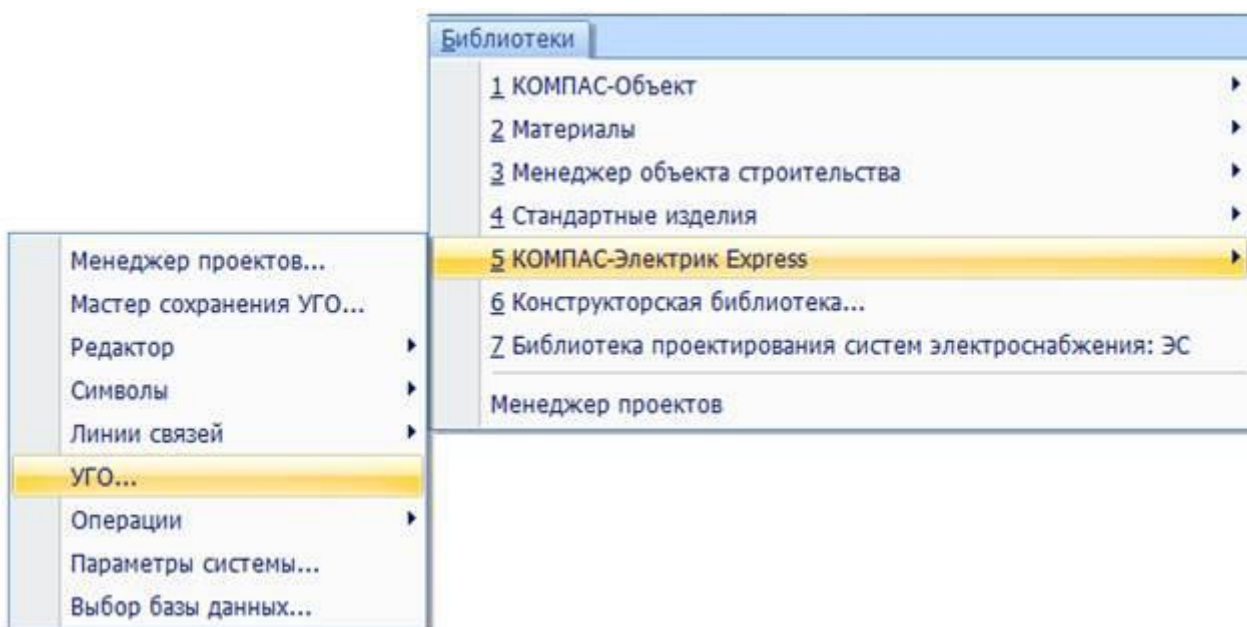 Библиотеки
1 КОМПАС-Объект
2 Материалы
3 Менеджер объекта строительства
4 Стандартные изделия
5 КОМПАС-Электрик Express
6 Конструкторская библиотека...
7 Библиотека проектирования систем электроснабжения: ЭС
Менеджер проектов
Менеджер проектов...
Мастер сохранения УГО...
Редактор
Символы
Линии связей
УГО...
Операции
Параметры системы...
Выбор базы данных...